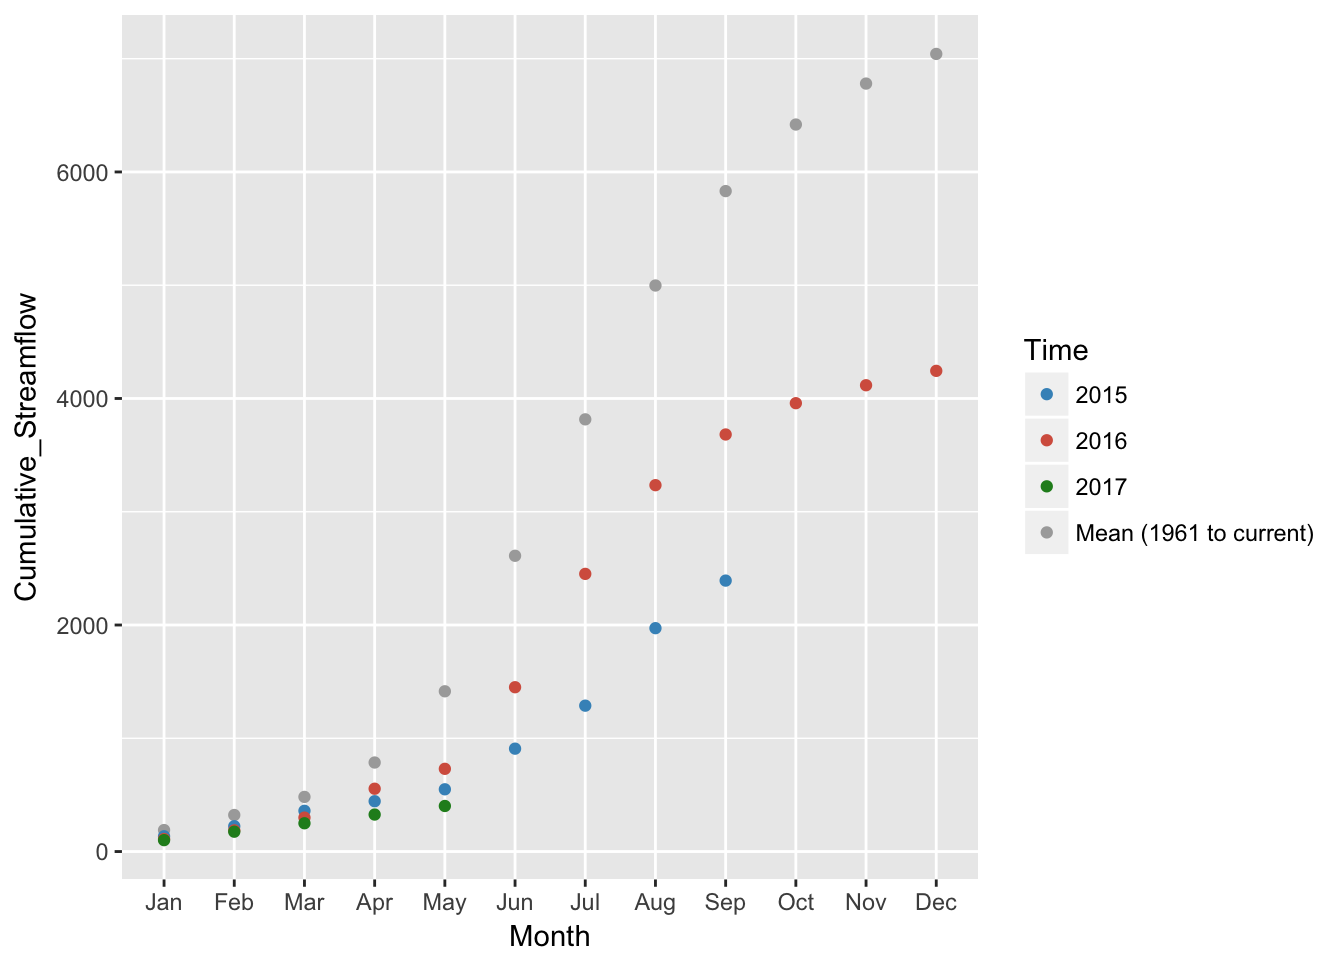 Cumulative_Streamflow
6000
4000
2000
0
Jan Feb Mar Apr May Jun Jul Aug Sep Oct Nov Dec
Month
Time
2015
2016
2017
Mean (1961 to current)